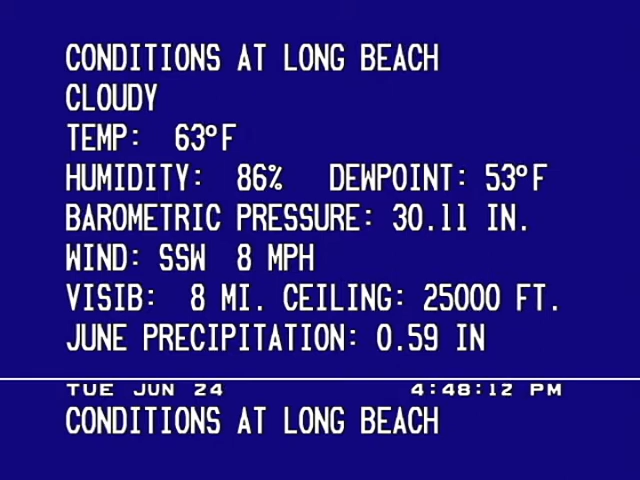 CONDITIONS AT LONG BEACH
CLOUDY
TEMP:  63°F
HUMIDITY:  86%  DEWPOINT: 53°F
BAROMETRIC PRESSURE: 30.11 IN.
WIND: SSW  8 MPH
VISIB:  8 MI. CEILING: 25000 FT.
JUNE PRECIPITATION: 0.59 IN
TUE JUN 24  4:48:12 PM
CONDITIONS AT LONG BEACH